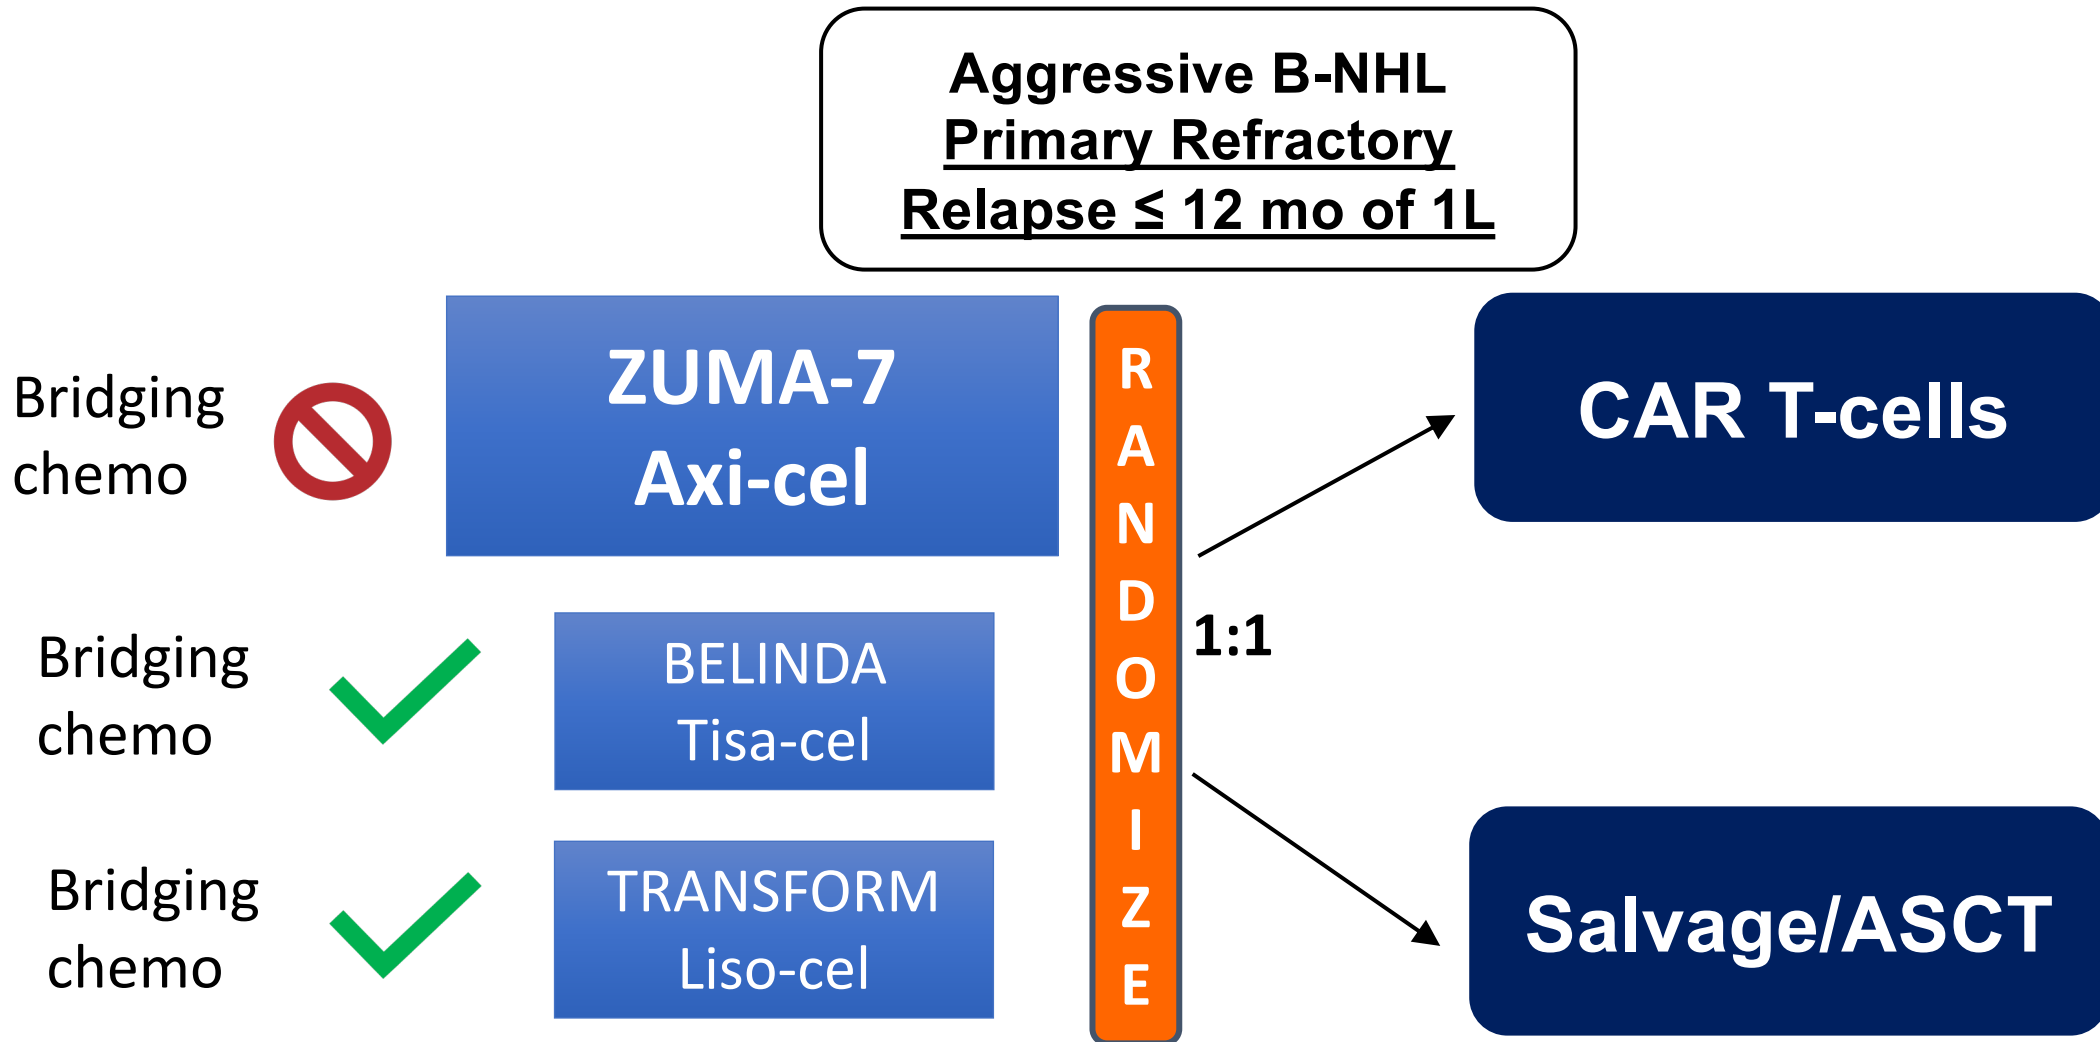 Aggressive B-NHL
Primary Refractory
Relapse ≤ 12 mo of 1L
Bridging
chemo
ZUMA-7
Axi-cel
Bridging
chemo
BELINDA
Tisa-cel
Bridging
chemo
TRANSFORM
Liso-cel
R
A
N
D
O
M
I
Z
E
1:1
CAR T-cells
Salvage/ASCT